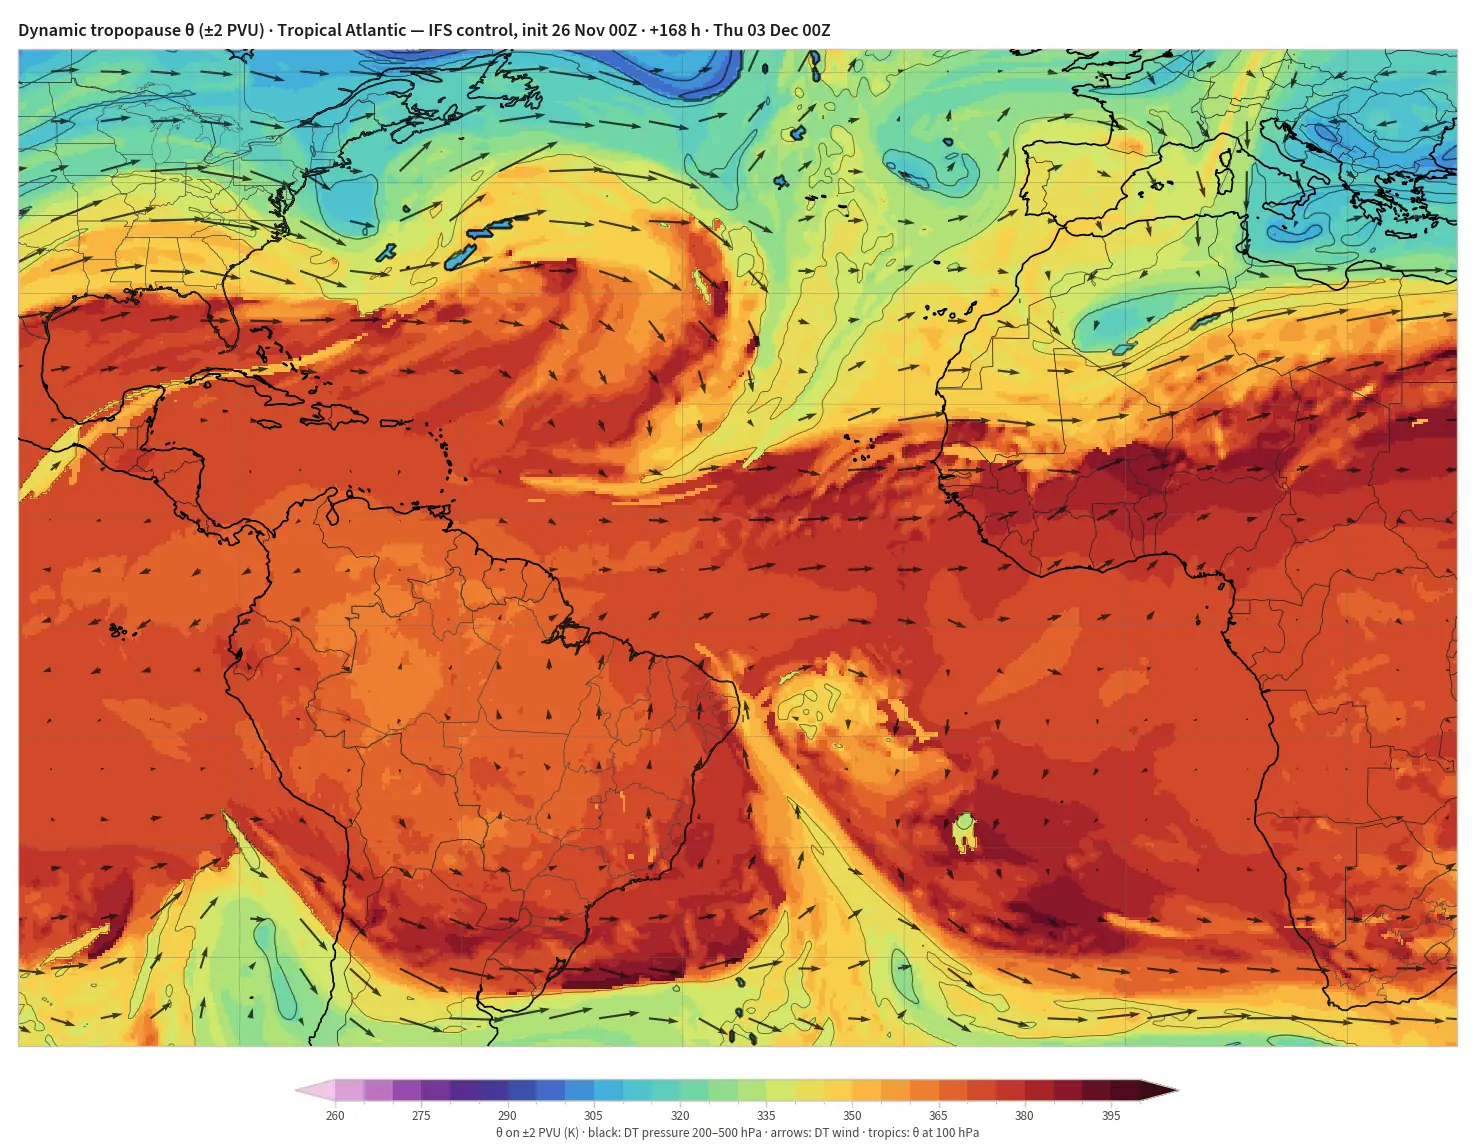 Dynamic tropopause θ (±2 PVU) · Tropical Atlantic — IFS control, init 26 Nov 00Z · +168 h · Thu 03 Dec 00Z
260 275 290 305 320 335 350 365 380 395
θ on ±2 PVU (K) · black: DT pressure 200–500 hPa · arrows: DT wind · tropics: θ at 100 hPa